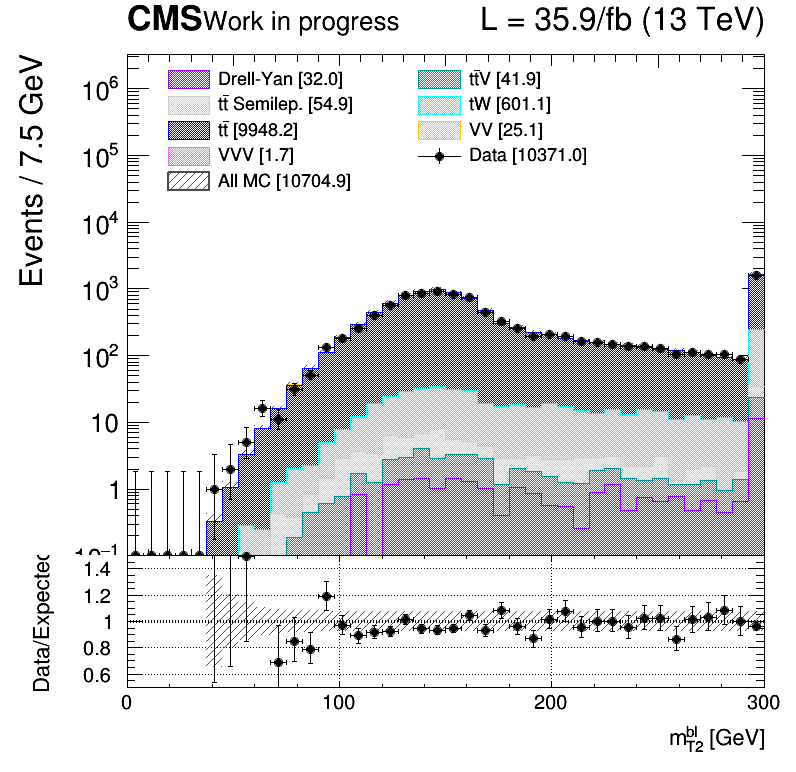 CMS Work in progress L = 35.9/fb (13 TeV)
Events / 7.5 GeV
Drell-Yan [32.0] tt̄V [41.9]
tt̄ Semilep. [54.9] tW [601.1]
tt̄ [9948.2] VV [25.1]
VVV [1.7] Data [10371.0]
All MC [10704.9]
10⁶
10⁵
10⁴
10³
10²
10
1
10⁻¹
Data/Expected
1.4
1.2
1
0.8
0.6
0 100 200 300
m_{T2}^{bl} [GeV]